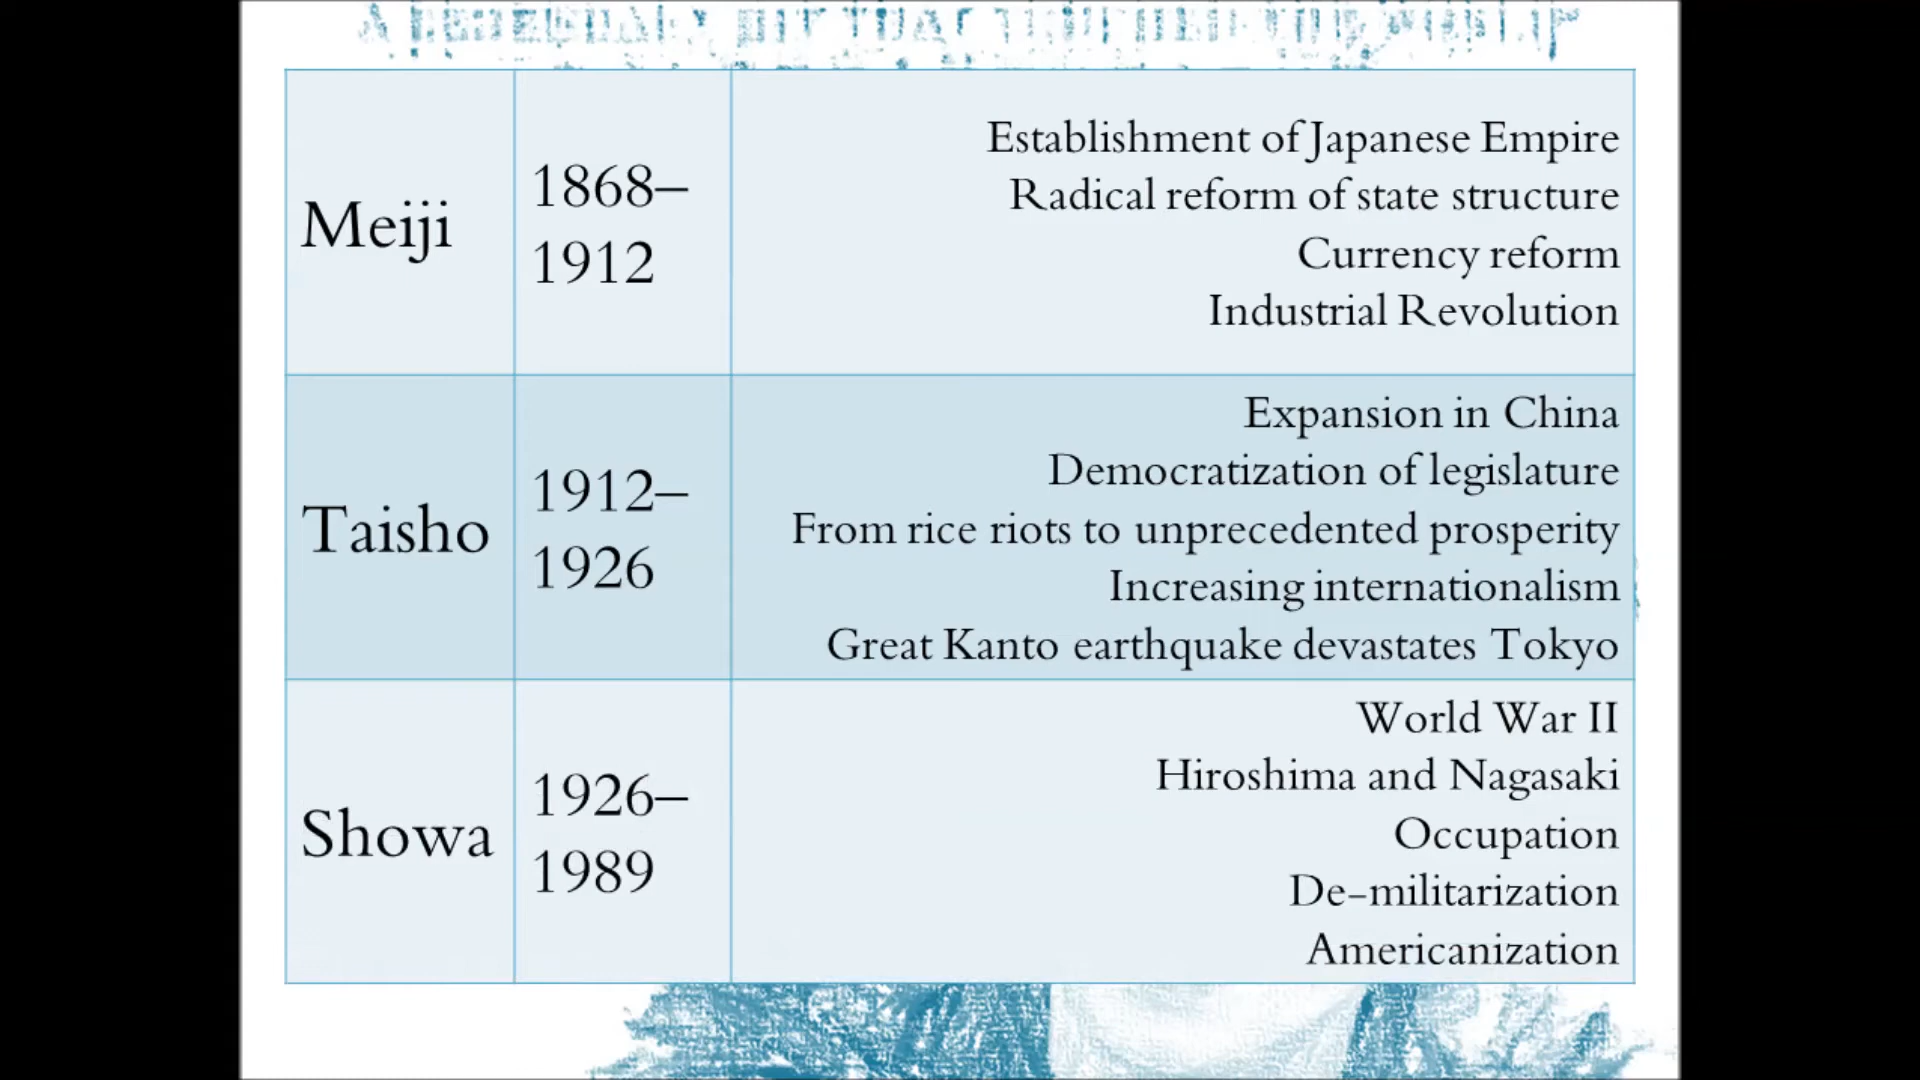 Meiji
1868–
1912
Establishment of Japanese Empire
Radical reform of state structure
Currency reform
Industrial Revolution
Taisho
1912–
1926
Expansion in China
Democratization of legislature
From rice riots to unprecedented prosperity
Increasing internationalism
Great Kanto earthquake devastates Tokyo
Showa
1926–
1989
World War II
Hiroshima and Nagasaki
Occupation
De-militarization
Americanization